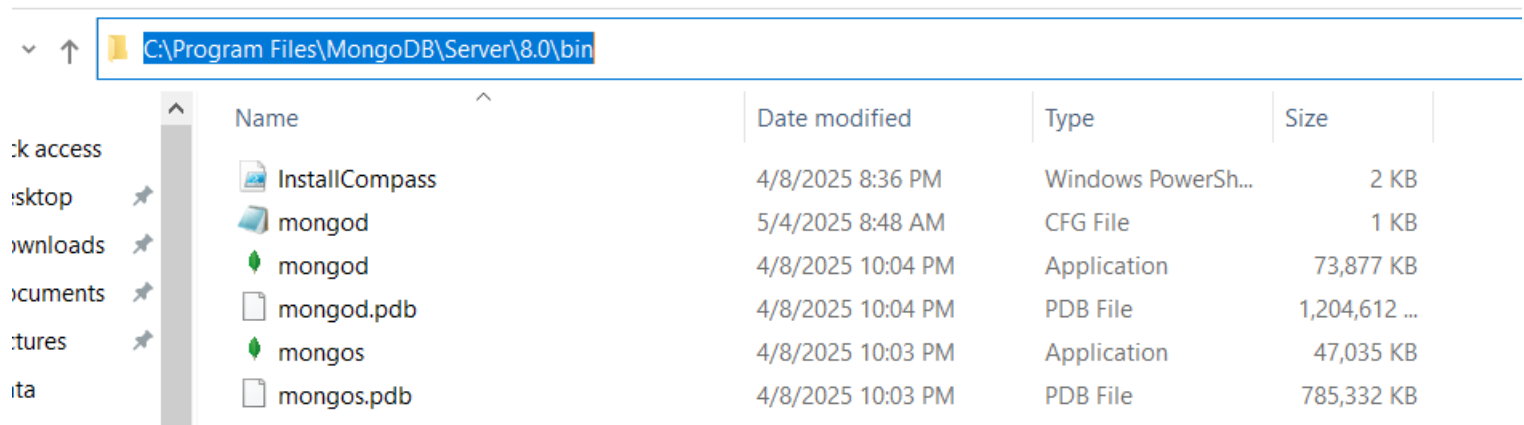 C:\Program Files\MongoDB\Server\8.0\bin
Name Date modified Type Size
ck access
esktop
ownloads
ocuments
ctures
ata
InstallCompass 4/8/2025 8:36 PM Windows PowerSh... 2 KB
mongod 5/4/2025 8:48 AM CFG File 1 KB
mongod 4/8/2025 10:04 PM Application 73,877 KB
mongod.pdb 4/8/2025 10:04 PM PDB File 1,204,612 ...
mongos 4/8/2025 10:03 PM Application 47,035 KB
mongos.pdb 4/8/2025 10:03 PM PDB File 785,332 KB